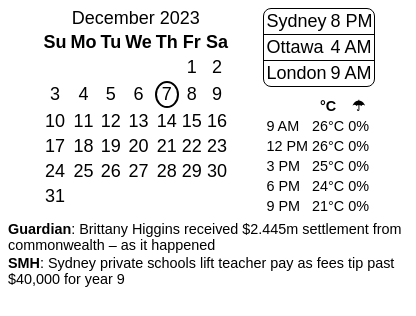 December 2023
Su Mo Tu We Th Fr Sa
1 2
3 4 5 6 7 8 9
10 11 12 13 14 15 16
17 18 19 20 21 22 23
24 25 26 27 28 29 30
31
Sydney 8 PM
Ottawa 4 AM
London 9 AM
°C ☂
9 AM 26°C 0%
12 PM 26°C 0%
3 PM 25°C 0%
6 PM 24°C 0%
9 PM 21°C 0%
Guardian: Brittany Higgins received $2.445m settlement from
commonwealth – as it happened
SMH: Sydney private schools lift teacher pay as fees tip past
$40,000 for year 9